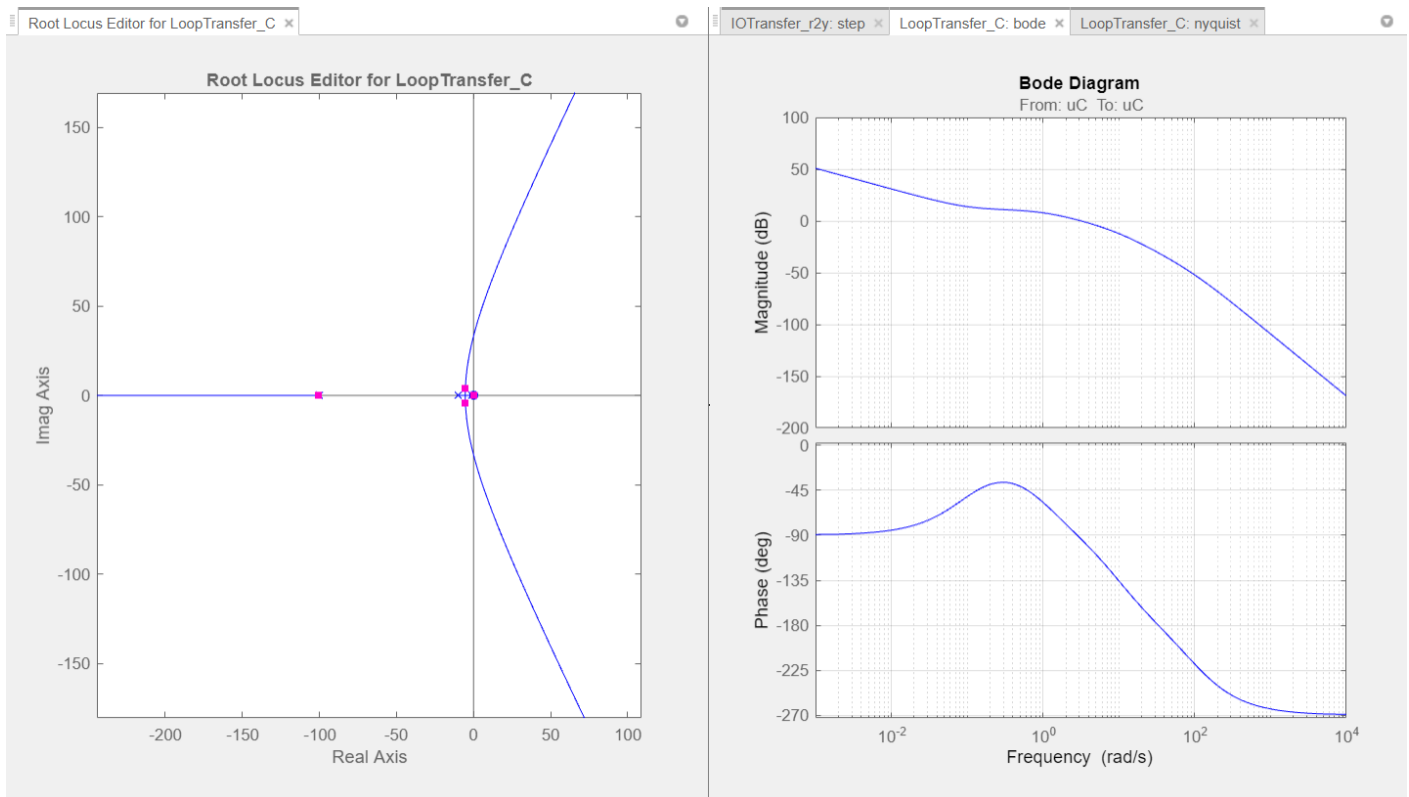 Root Locus Editor for LoopTransfer_C
Root Locus Editor for LoopTransfer_C
150
100
50
0
-50
-100
-150
Imag Axis
-200 -150 -100 -50 0 50 100
Real Axis
IOTransfer_r2y: step
LoopTransfer_C: bode
LoopTransfer_C: nyquist
Bode Diagram
From: uC To: uC
100
50
0
-50
-100
-150
-200
Magnitude (dB)
0
-45
-90
-135
-180
-225
-270
Phase (deg)
10^-2 10^0 10^2 10^4
Frequency (rad/s)